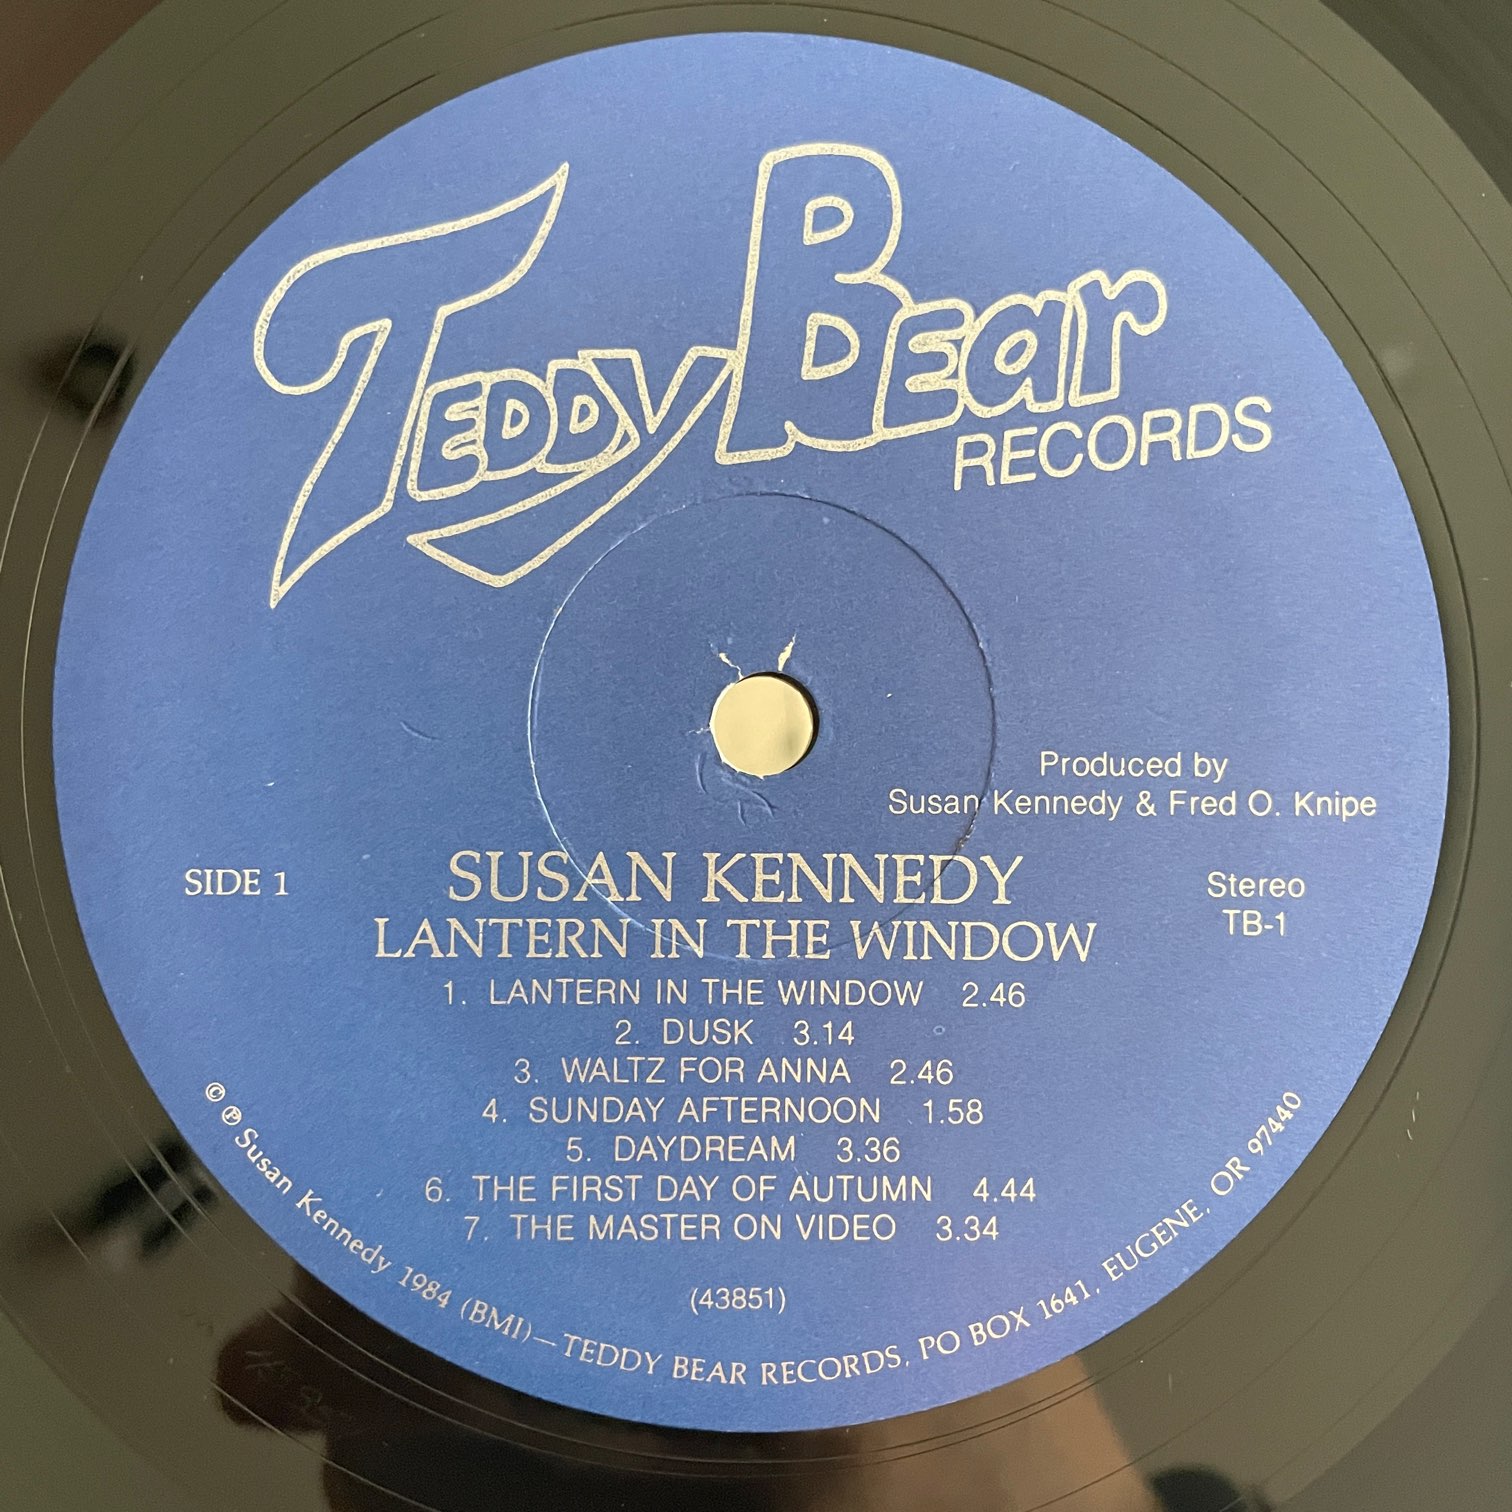 TEDDY BEAR
RECORDS
Produced by
Susan Kennedy & Fred O. Knipe
SIDE 1
SUSAN KENNEDY
Stereo
LANTERN IN THE WINDOW
TB-1
1. LANTERN IN THE WINDOW 2.46
2. DUSK 3.14
3. WALTZ FOR ANNA 2.46
4. SUNDAY AFTERNOON 1.58
5. DAYDREAM 3.36
6. THE FIRST DAY OF AUTUMN 4.44
7. THE MASTER ON VIDEO 3.34
(43851)
© ℗ Susan Kennedy 1984 (BMI)—TEDDY BEAR RECORDS, PO BOX 1641, EUGENE, OR 97440